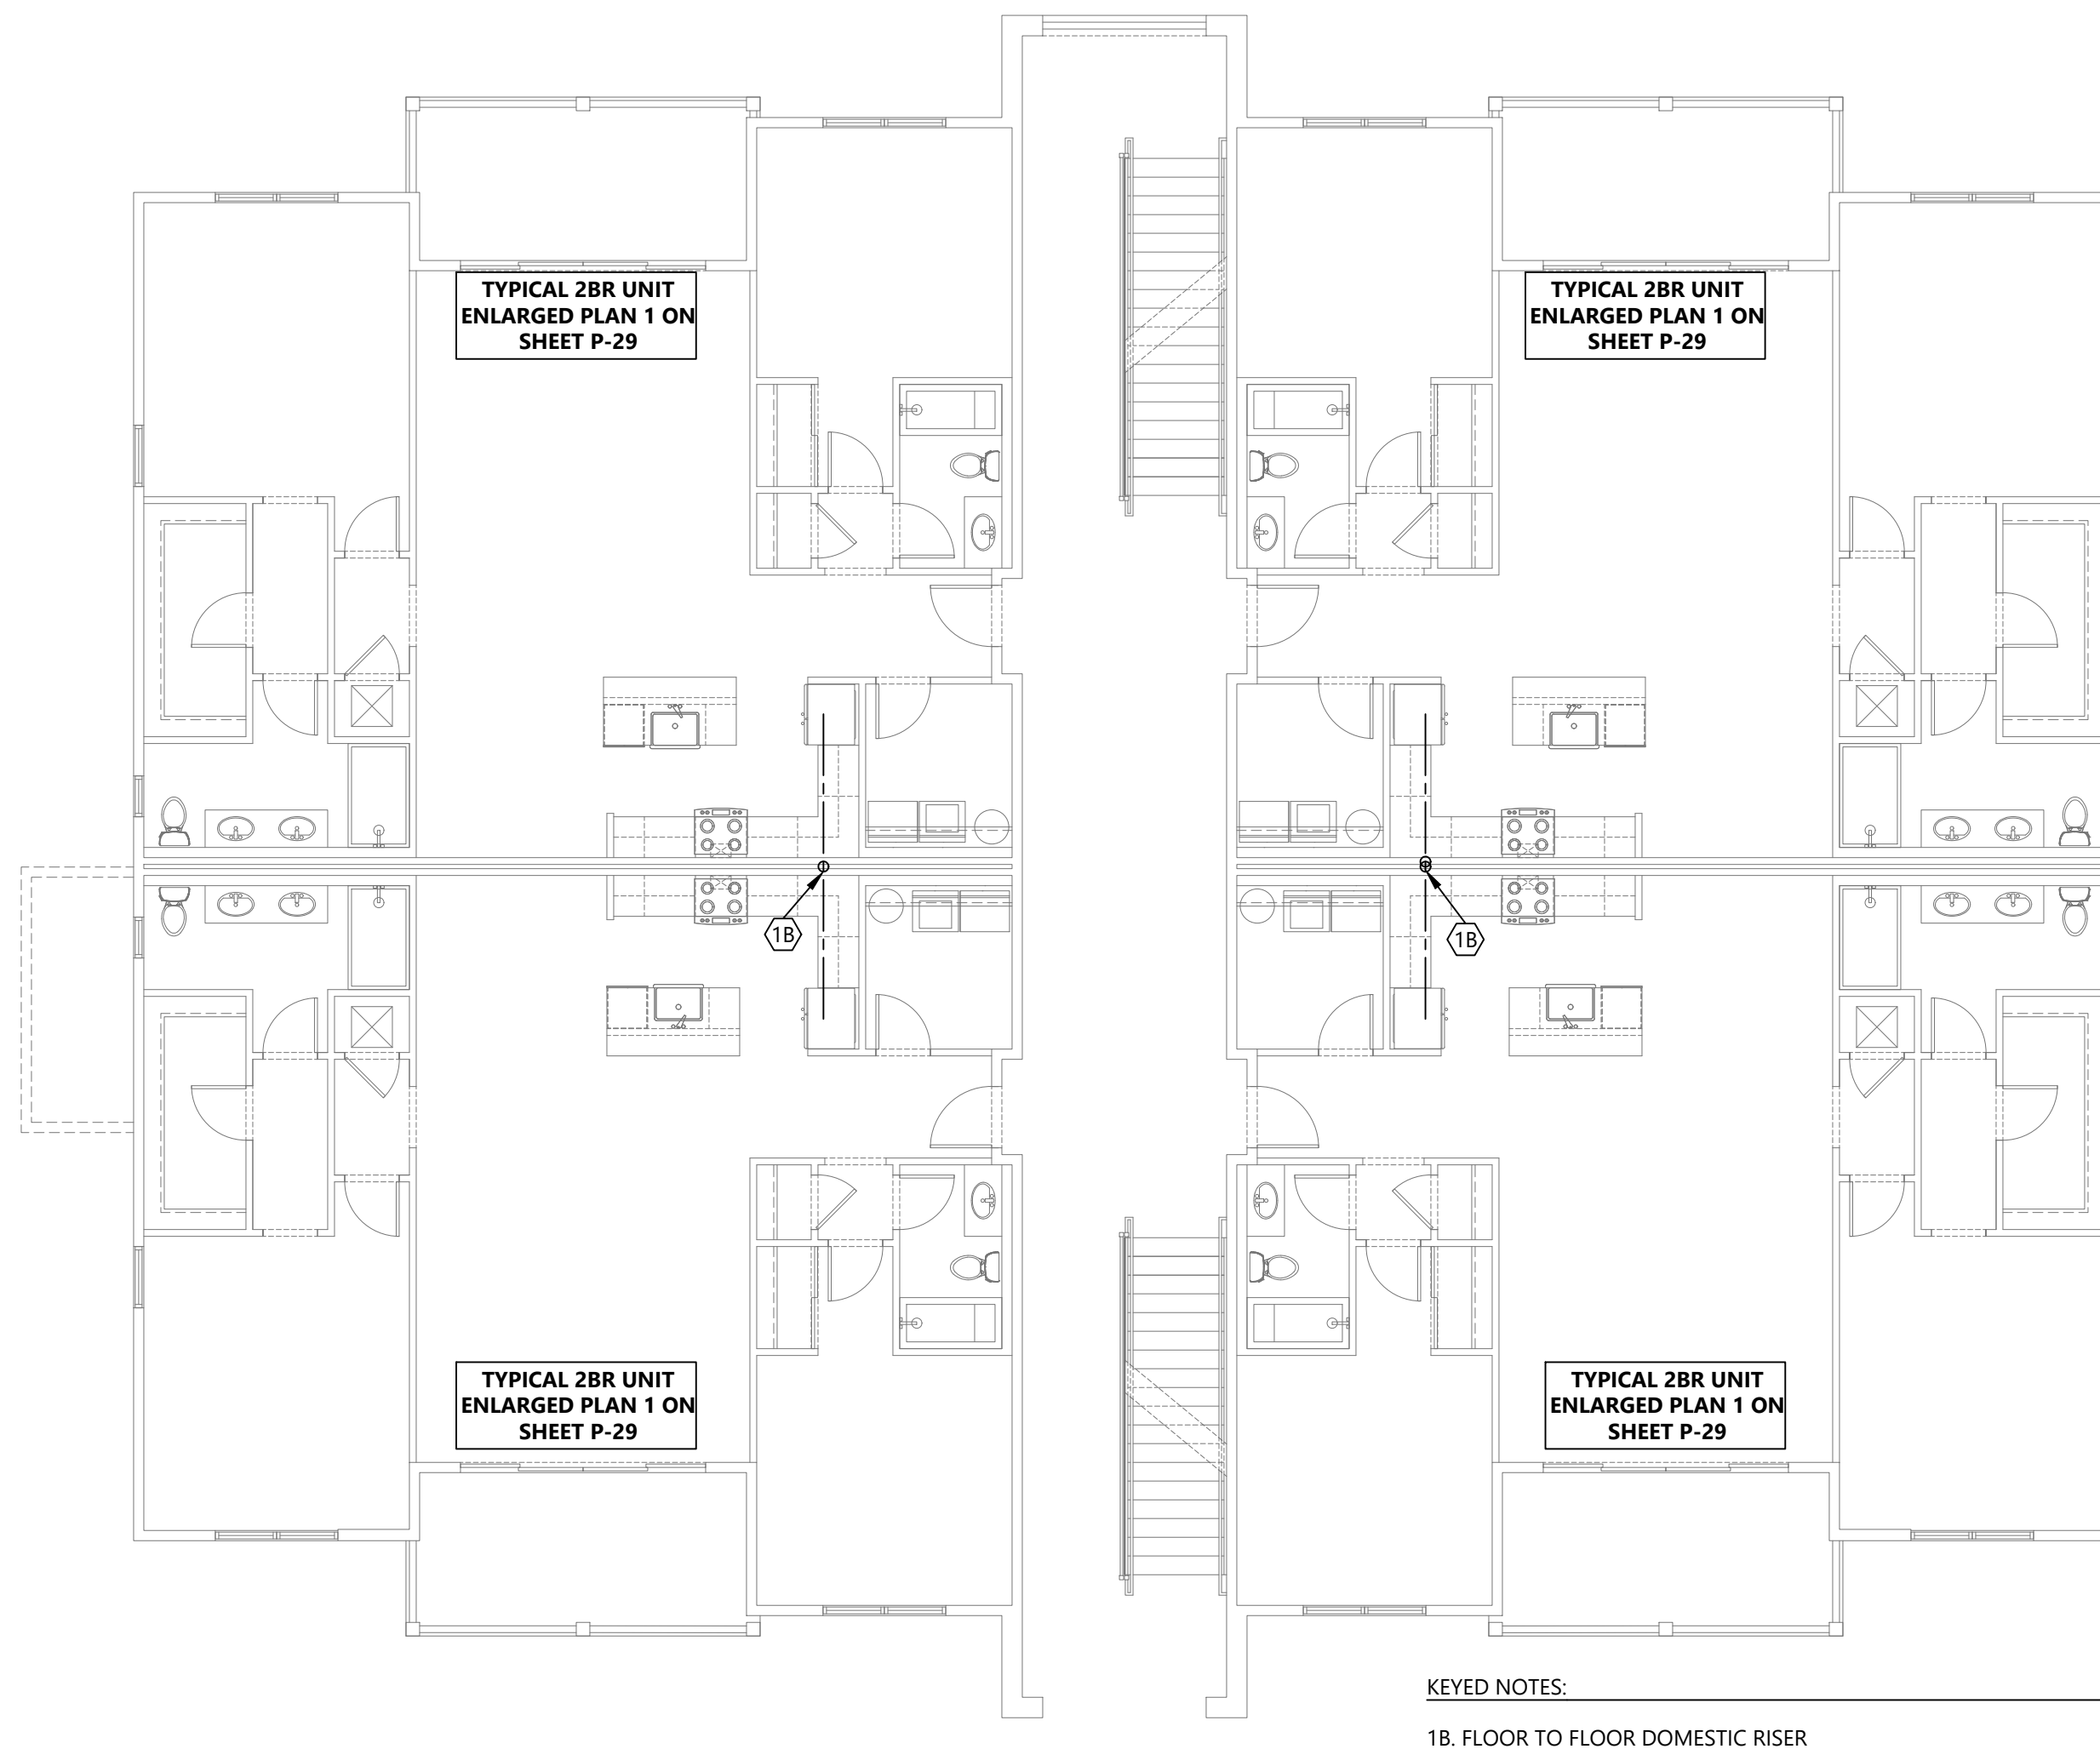 TYPICAL 2BR UNIT
ENLARGED PLAN 1 ON
SHEET P-29
TYPICAL 2BR UNIT
ENLARGED PLAN 1 ON
SHEET P-29
1B
1B
TYPICAL 2BR UNIT
ENLARGED PLAN 1 ON
SHEET P-29
TYPICAL 2BR UNIT
ENLARGED PLAN 1 ON
SHEET P-29
KEYED NOTES:
1B. FLOOR TO FLOOR DOMESTIC RISER